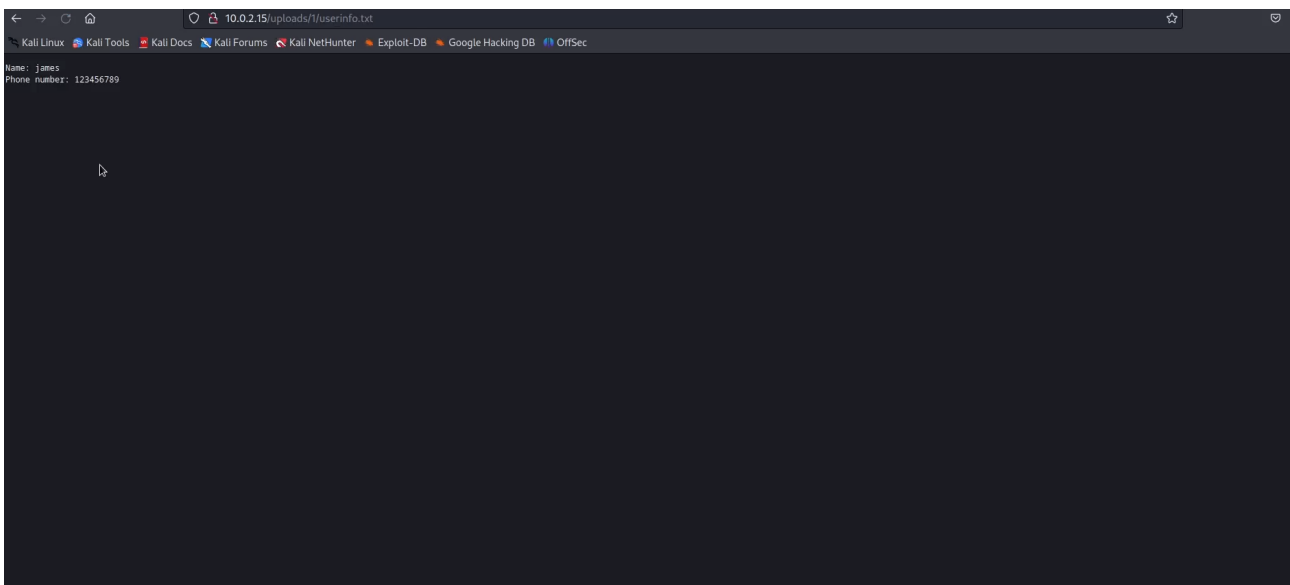 10.0.2.15/uploads/1/userinfo.txt
Kali Linux Kali Tools Kali Docs Kali Forums Kali NetHunter Exploit-DB Google Hacking DB OffSec
Name: james
Phone number: 123456789